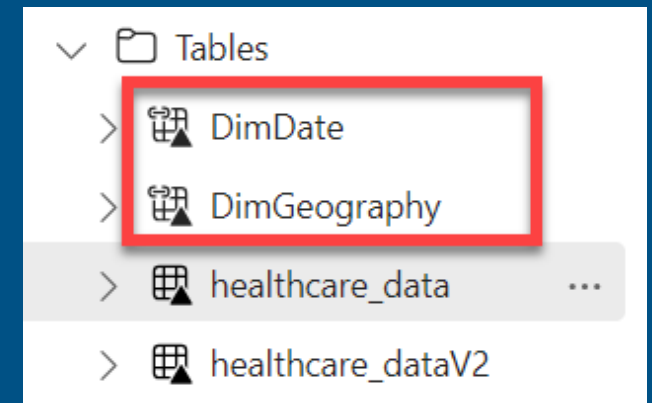 Tables
DimDate
DimGeography
healthcare_data
healthcare_dataV2